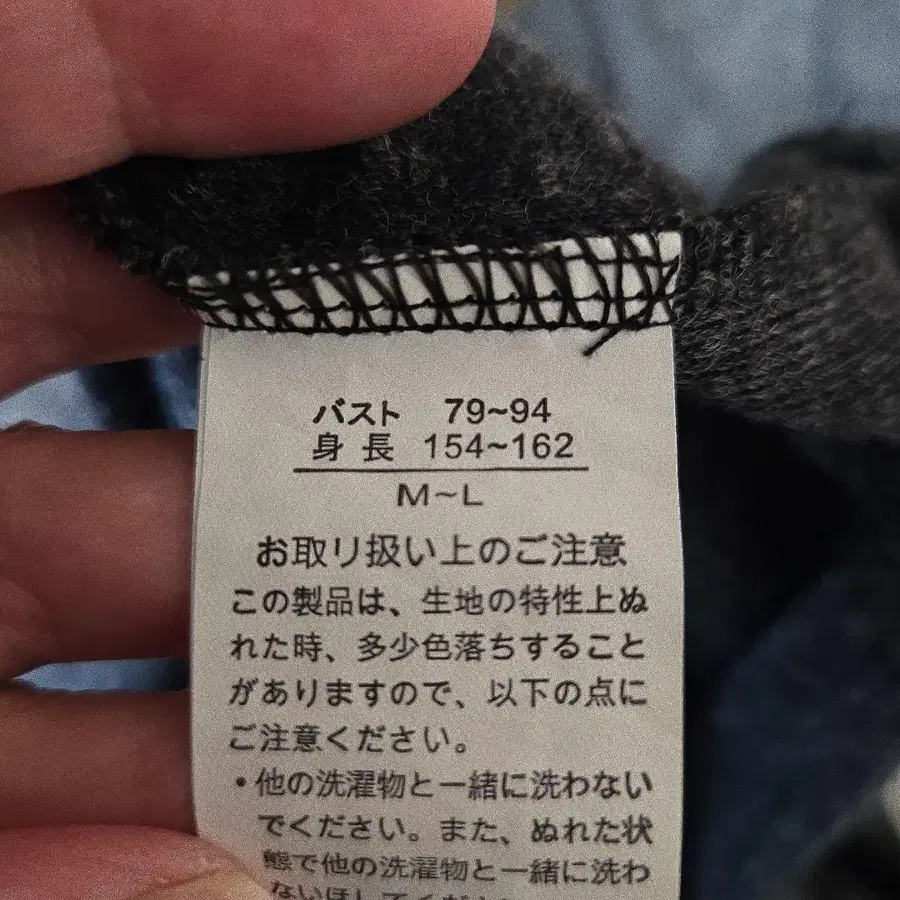 バスト 79~94
身長 154~162
M~L
お取り扱い上のご注意
この製品は、生地の特性上ぬ
れた時、多少色落ちすること
がありますので、以下の点に
ご注意ください。
・他の洗濯物と一緒に洗わない
でください。また、ぬれた状
態で他の洗濯物と一緒に洗わ